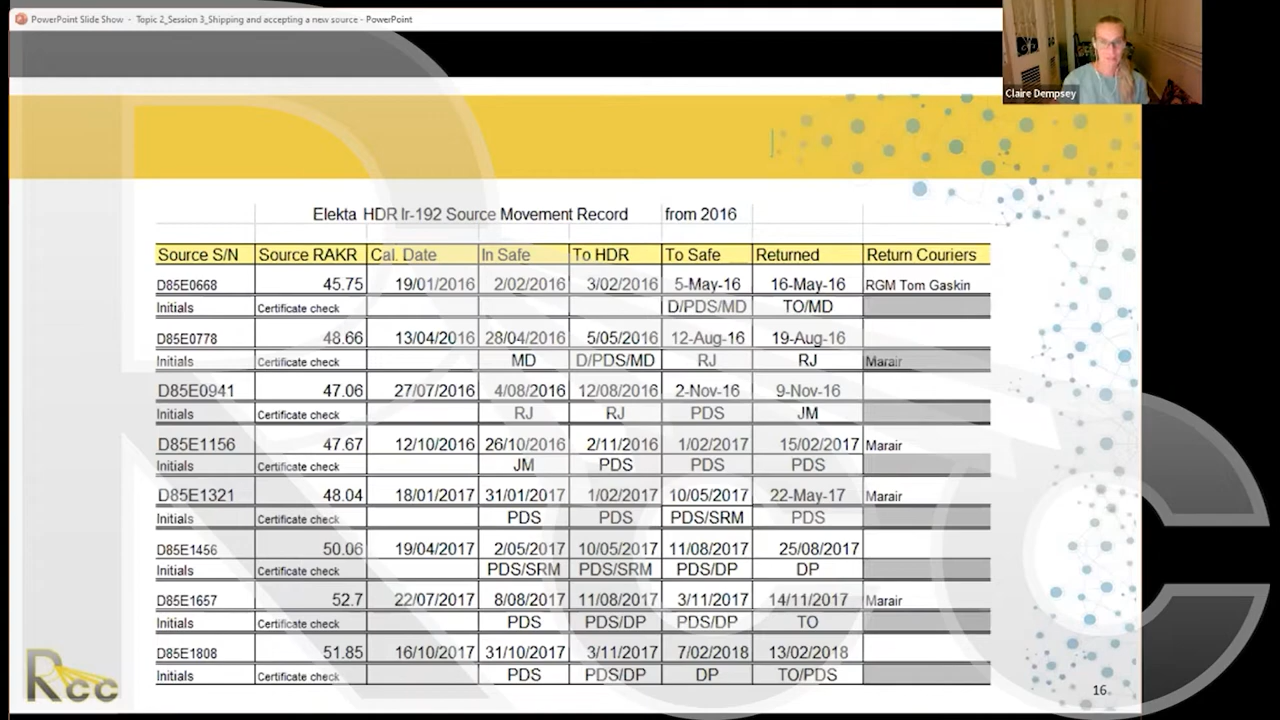 PowerPoint Slide Show - Topic 2_Session 3_Shipping and accepting a new source - PowerPoint
Claire Dempsey
Elekta HDR Ir-192 Source Movement Record from 2016
Source S/N Source RAKR Cal. Date In Safe To HDR To Safe Returned Return Couriers
D85E0668 45.75 19/01/2016 2/02/2016 3/02/2016 5-May-16 16-May-16 RGM Tom Gaskin
Initials Certificate check D/PDS/MD TO/MD
D85E0778 48.66 13/04/2016 28/04/2016 5/05/2016 12-Aug-16 19-Aug-16
Initials Certificate check MD D/PDS/MD RJ RJ Marair
D85E0941 47.06 27/07/2016 4/08/2016 12/08/2016 2-Nov-16 9-Nov-16
Initials Certificate check RJ RJ PDS JM
D85E1156 47.67 12/10/2016 26/10/2016 2/11/2016 1/02/2017 15/02/2017 Marair
Initials Certificate check JM PDS PDS PDS
D85E1321 48.04 18/01/2017 31/01/2017 1/02/2017 10/05/2017 22-May-17 Marair
Initials Certificate check PDS PDS PDS/SRM PDS
D85E1456 50.06 19/04/2017 2/05/2017 10/05/2017 11/08/2017 25/08/2017
Initials Certificate check PDS/SRM PDS/SRM PDS/DP DP
D85E1657 52.7 22/07/2017 8/08/2017 11/08/2017 3/11/2017 14/11/2017 Marair
Initials Certificate check PDS PDS/DP PDS/DP TO
D85E1808 51.85 16/10/2017 31/10/2017 3/11/2017 7/02/2018 13/02/2018
Initials Certificate check PDS PDS/DP DP TO/PDS
Rcc
16